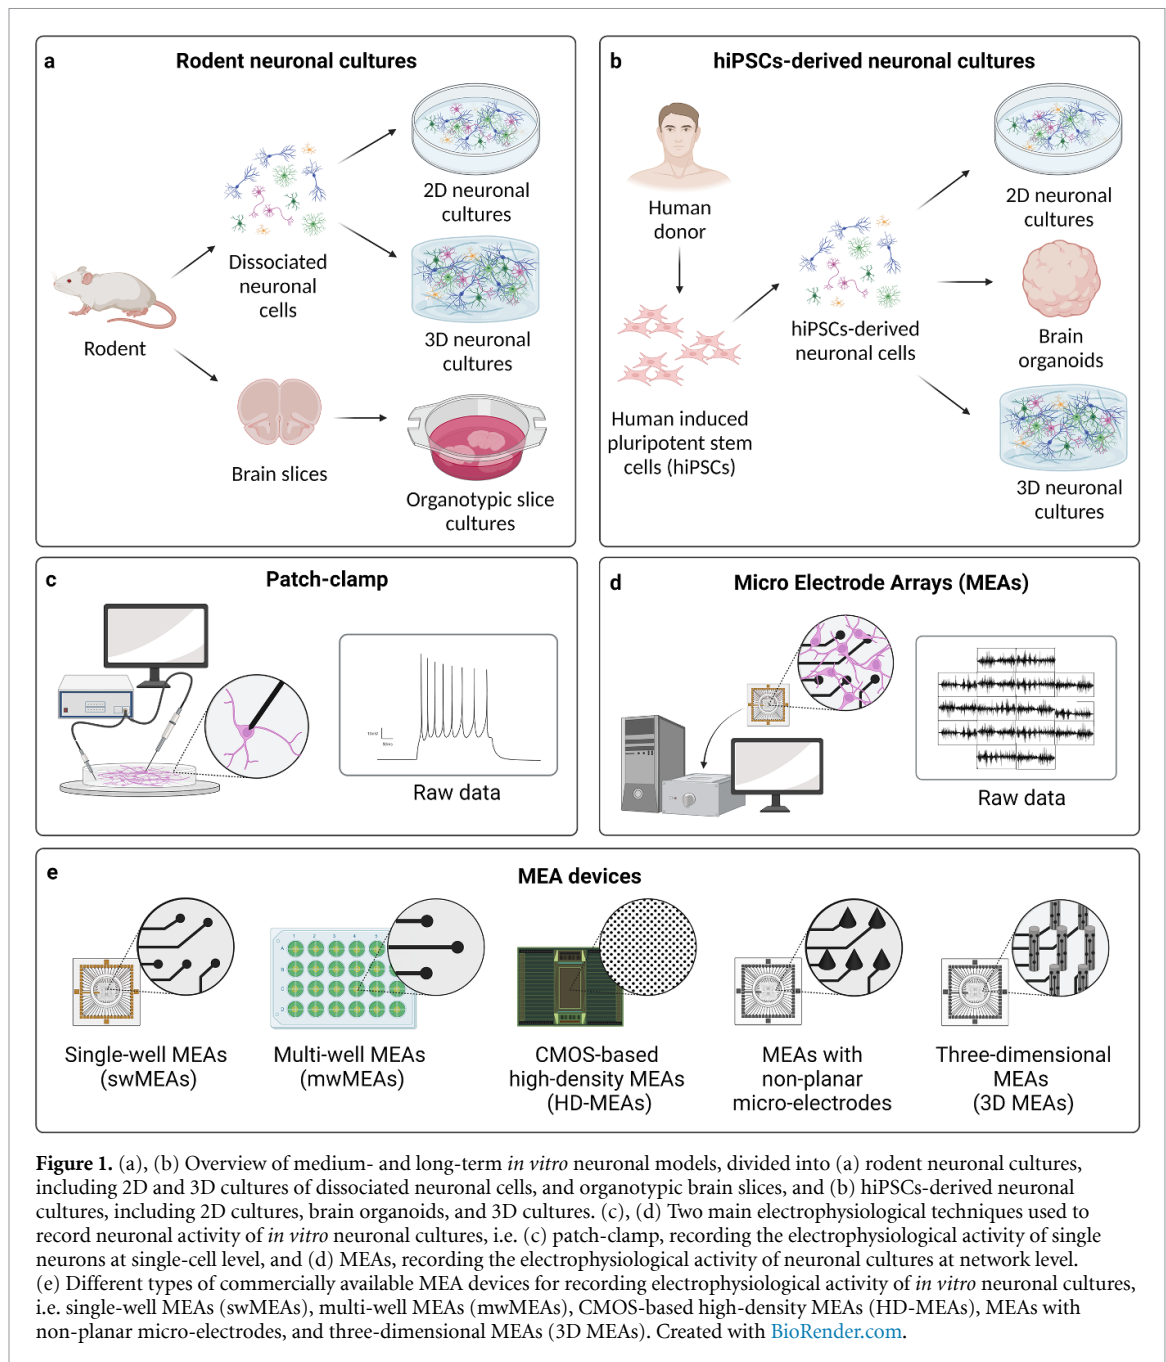 a
Rodent neuronal cultures
2D neuronal
cultures
Dissociated
neuronal
cells
3D neuronal
cultures
Rodent
Brain slices
Organotypic slice
cultures
b
hiPSCs-derived neuronal cultures
Human
donor
2D neuronal
cultures
hiPSCs-derived
neuronal cells
Brain
organoids
Human induced
pluripotent stem
cells (hiPSCs)
3D neuronal
cultures
c
Patch-clamp
Raw data
d
Micro Electrode Arrays (MEAs)
Raw data
e
MEA devices
1 2 3 4 5
A
B
C
D
Single-well MEAs
(swMEAs)
Multi-well MEAs
(mwMEAs)
CMOS-based
high-density MEAs
(HD-MEAs)
MEAs with
non-planar
micro-electrodes
Three-dimensional
MEAs
(3D MEAs)
Figure 1. (a), (b) Overview of medium- and long-term in vitro neuronal models, divided into (a) rodent neuronal cultures,
including 2D and 3D cultures of dissociated neuronal cells, and organotypic brain slices, and (b) hiPSCs-derived neuronal
cultures, including 2D cultures, brain organoids, and 3D cultures. (c), (d) Two main electrophysiological techniques used to
record neuronal activity of in vitro neuronal cultures, i.e. (c) patch-clamp, recording the electrophysiological activity of single
neurons at single-cell level, and (d) MEAs, recording the electrophysiological activity of neuronal cultures at network level.
(e) Different types of commercially available MEA devices for recording electrophysiological activity of in vitro neuronal cultures,
i.e. single-well MEAs (swMEAs), multi-well MEAs (mwMEAs), CMOS-based high-density MEAs (HD-MEAs), MEAs with
non-planar micro-electrodes, and three-dimensional MEAs (3D MEAs). Created with BioRender.com.